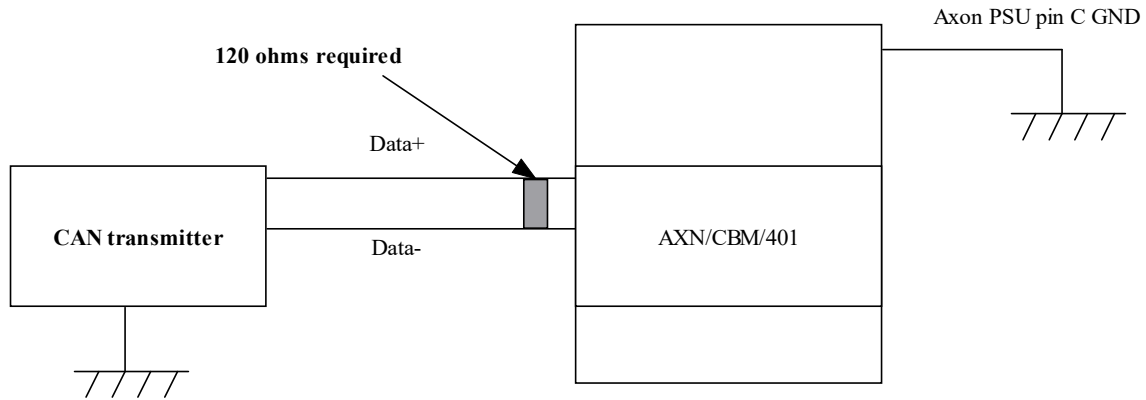 Axon PSU pin C GND
120 ohms required
Data+
CAN transmitter
Data-
AXN/CBM/401